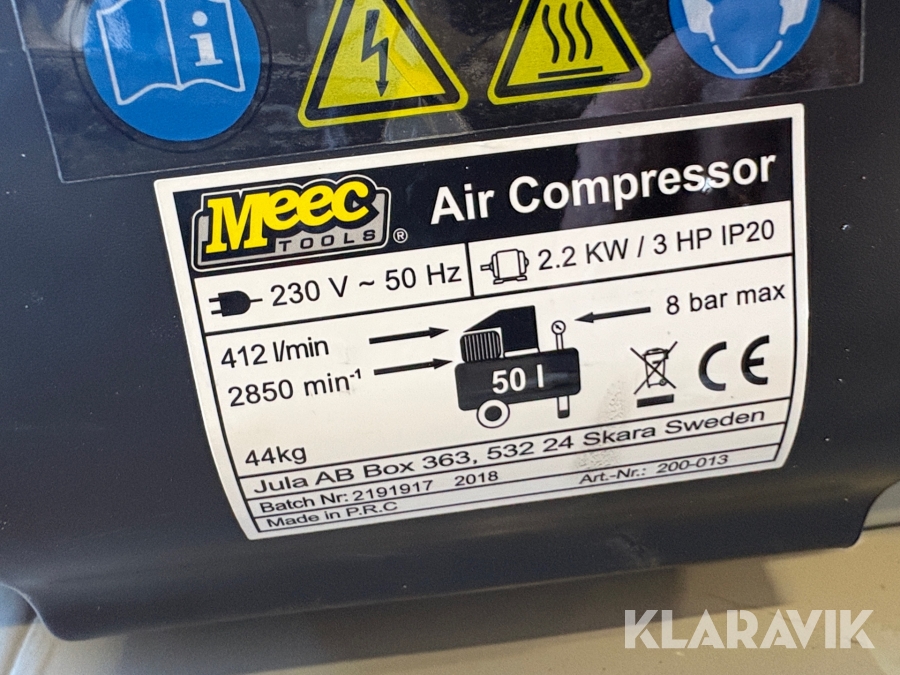 i
Meec
TOOLS ®
Air Compressor
230 V ~ 50 Hz
2.2 KW / 3 HP IP20
412 l/min
8 bar max
2850 min⁻¹
50 l
CE
44kg
Jula AB Box 363, 532 24 Skara Sweden
Batch Nr: 2191917 2018
Art.-Nr.: 200-013
Made in P.R.C
KLARAVIK